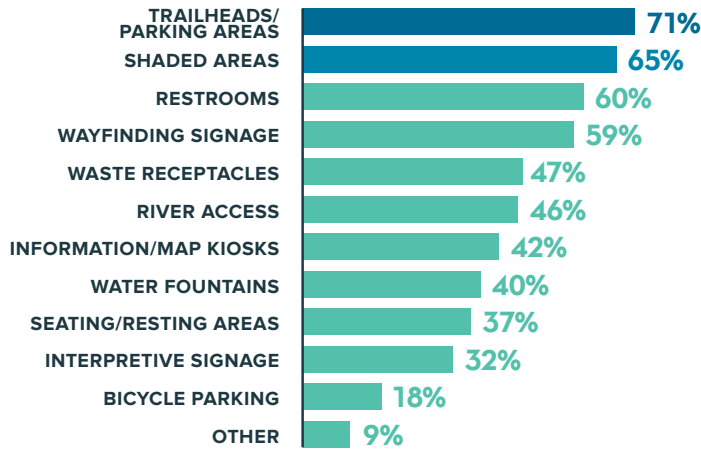 TRAILHEADS/
PARKING AREAS 71%
SHADED AREAS 65%
RESTROOMS 60%
WAYFINDING SIGNAGE 59%
WASTE RECEPTACLES 47%
RIVER ACCESS 46%
INFORMATION/MAP KIOSKS 42%
WATER FOUNTAINS 40%
SEATING/RESTING AREAS 37%
INTERPRETIVE SIGNAGE 32%
BICYCLE PARKING 18%
OTHER 9%